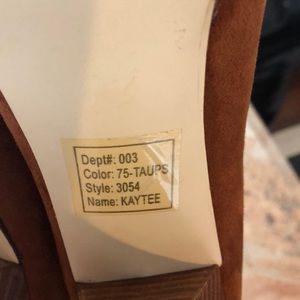 Dept#: 003
Color: 75-TAUPS
Style: 3054
Name: KAYTEE